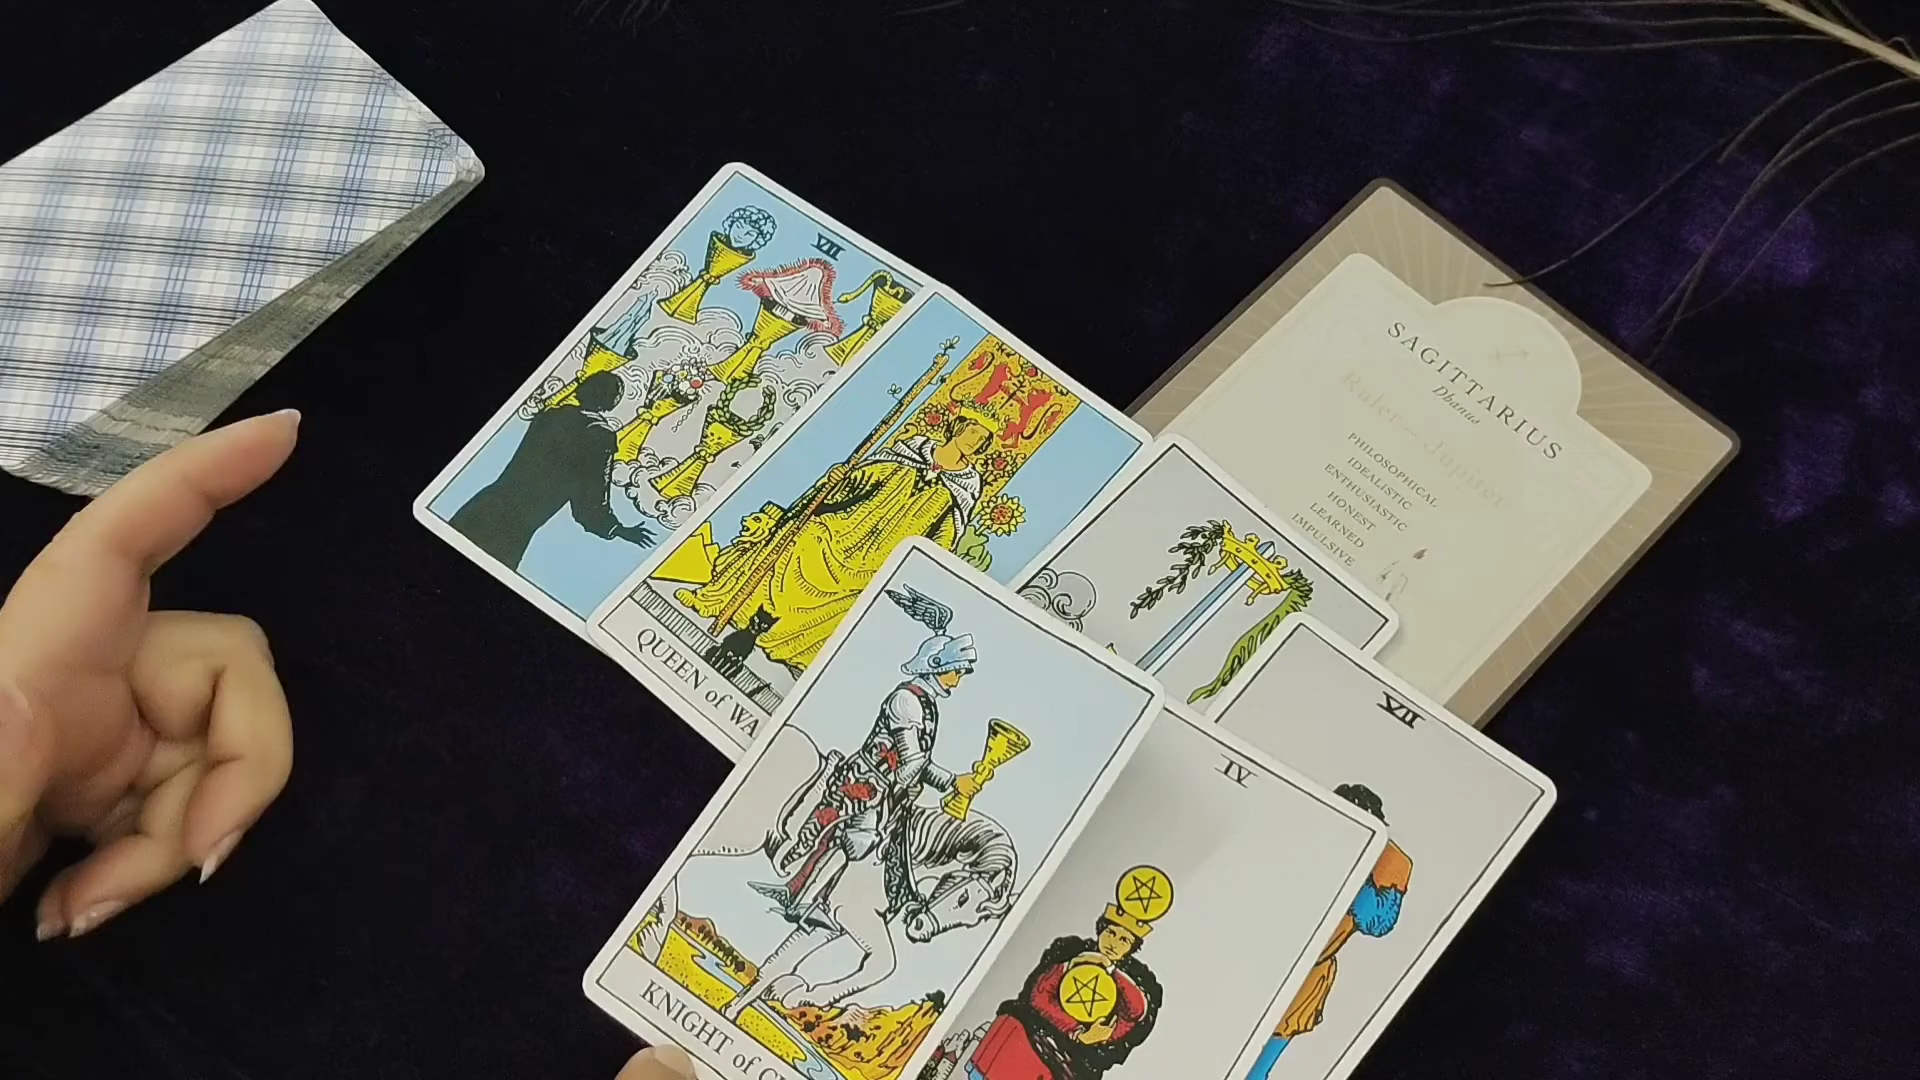 VII
SAGITTARIUS
Dhanus
Ruler - Jupiter
PHILOSOPHICAL
IDEALISTIC
ENTHUSIASTIC
HONEST
LEARNED
IMPULSIVE
QUEEN of WA
VII
IV
KNIGHT of C